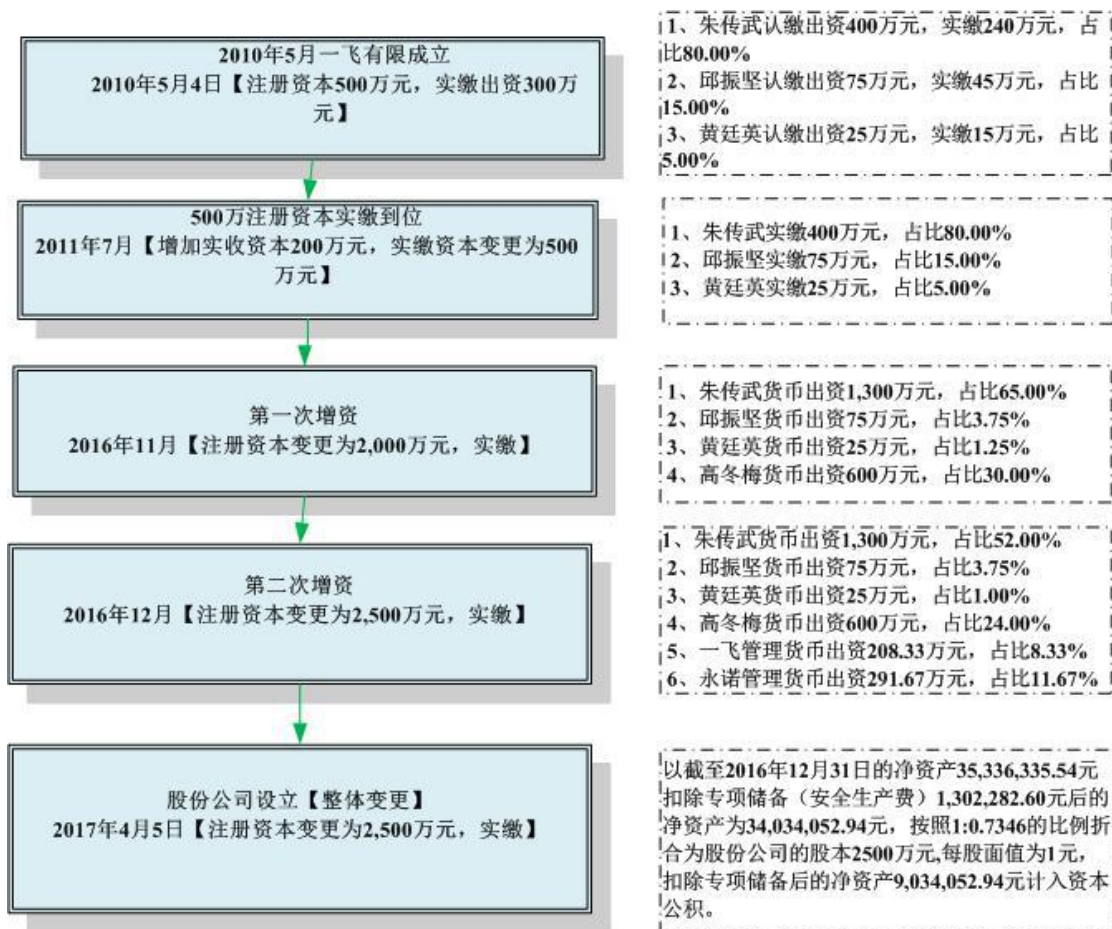 2010年5月一飞有限成立
2010年5月4日【注册资本500万元，实缴出资300万
元】
1、朱传武认缴出资400万元，实缴240万元，占
比80.00%
2、邱振坚认缴出资75万元，实缴45万元，占比
15.00%
3、黄廷英认缴出资25万元，实缴15万元，占比
5.00%
500万注册资本实缴到位
2011年7月【增加实收资本200万元，实缴资本变更为500
万元】
1、朱传武实缴400万元，占比80.00%
2、邱振坚实缴75万元，占比15.00%
3、黄廷英实缴25万元，占比5.00%
第一次增资
2016年11月【注册资本变更为2,000万元，实缴】
1、朱传武货币出资1,300万元，占比65.00%
2、邱振坚货币出资75万元，占比3.75%
3、黄廷英货币出资25万元，占比1.25%
4、高冬梅货币出资600万元，占比30.00%
第二次增资
2016年12月【注册资本变更为2,500万元，实缴】
1、朱传武货币出资1,300万元，占比52.00%
2、邱振坚货币出资75万元，占比3.75%
3、黄廷英货币出资25万元，占比1.00%
4、高冬梅货币出资600万元，占比24.00%
5、一飞管理货币出资208.33万元，占比8.33%
6、永诺管理货币出资291.67万元，占比11.67%
股份公司设立【整体变更】
2017年4月5日【注册资本变更为2,500万元，实缴】
以截至2016年12月31日的净资产35,336,335.54元
扣除专项储备（安全生产费）1,302,282.60元后的
净资产为34,034,052.94元，按照1:0.7346的比例折
合为股份公司的股本2500万元,每股面值为1元，
扣除专项储备后的净资产9,034,052.94元计入资本
公积。